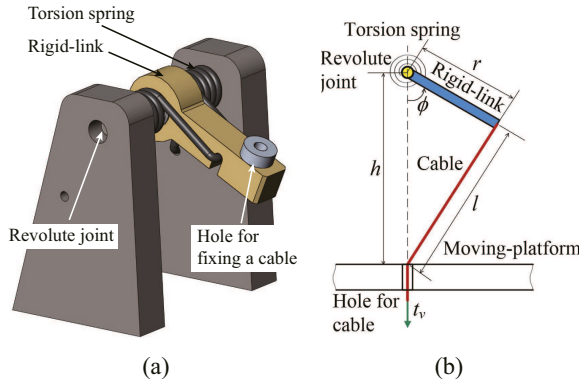 Torsion spring
Rigid-link
Revolute joint
Hole for
fixing a cable
(a)
Torsion spring
Revolute
joint
r
Rigid-link
ϕ
h
Cable
l
Moving-platform
Hole for
cable
t_v
(b)